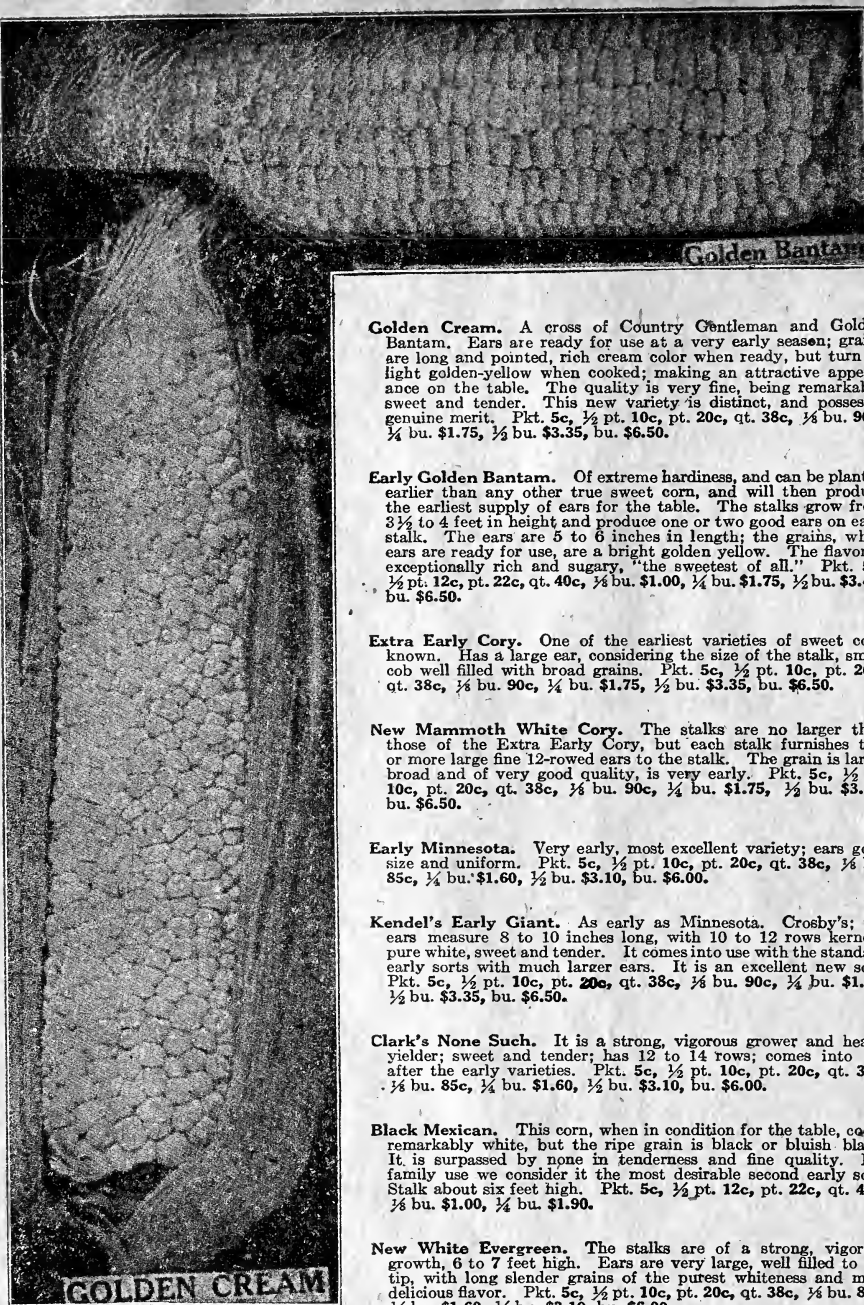 Golden Bantam
Golden Cream. A cross of Country Gentleman and Gold
Bantam. Ears are ready for use at a very early season; grai
are long and pointed, rich cream color when ready, but turn
light golden-yellow when cooked; making an attractive appe
ance on the table. The quality is very fine, being remarkal
sweet and tender. This new variety is distinct, and posses
genuine merit. Pkt. 5c, ½ pt. 10c, pt. 20c, qt. 38c, ⅛ bu. 9
¼ bu. $1.75, ½ bu. $3.35, bu. $6.50.
Early Golden Bantam. Of extreme hardiness, and can be plant
earlier than any other true sweet corn, and will then produ
the earliest supply of ears for the table. The stalks grow fr
3½ to 4 feet in height and produce one or two good ears on ea
stalk. The ears are 5 to 6 inches in length; the grains, wh
ears are ready for use, are a bright golden yellow. The flavor
exceptionally rich and sugary, "the sweetest of all." Pkt.
½ pt. 12c, pt. 22c, qt. 40c, ⅛ bu. $1.00, ¼ bu. $1.75, ½ bu. $3.
bu. $6.50.
Extra Early Cory. One of the earliest varieties of sweet co
known. Has a large ear, considering the size of the stalk, sm
cob well filled with broad grains. Pkt. 5c, ½ pt. 10c, pt. 2
qt. 38c, ⅛ bu. 90c, ¼ bu. $1.75, ½ bu. $3.35, bu. $6.50.
New Mammoth White Cory. The stalks are no larger th
those of the Extra Early Cory, but each stalk furnishes t
or more large fine 12-rowed ears to the stalk. The grain is lar
broad and of very good quality, is very early. Pkt. 5c, ½
10c, pt. 20c, qt. 38c, ⅛ bu. 90c, ¼ bu. $1.75, ½ bu. $3.
bu. $6.50.
Early Minnesota. Very early, most excellent variety; ears go
size and uniform. Pkt. 5c, ½ pt. 10c, pt. 20c, qt. 38c, ⅛
85c, ¼ bu. $1.60, ½ bu. $3.10, bu. $6.00.
Kendel's Early Giant. As early as Minnesota. Crosby's;
ears measure 8 to 10 inches long, with 10 to 12 rows kerne
pure white, sweet and tender. It comes into use with the standa
early sorts with much larger ears. It is an excellent new so
Pkt. 5c, ½ pt. 10c, pt. 20c, qt. 38c, ⅛ bu. 90c, ¼ bu. $1.
½ bu. $3.35, bu. $6.50.
Clark's None Such. It is a strong, vigorous grower and hea
yielder; sweet and tender; has 12 to 14 rows; comes into
after the early varieties. Pkt. 5c, ½ pt. 10c, pt. 20c, qt. 3
⅛ bu. 85c, ¼ bu. $1.60, ½ bu. $3.10, bu. $6.00.
Black Mexican. This corn, when in condition for the table, co
remarkably white, but the ripe grain is black or bluish bla
It is surpassed by none in tenderness and fine quality.
family use we consider it the most desirable second early so
Stalk about six feet high. Pkt. 5c, ½ pt. 12c, pt. 22c, qt. 4
⅛ bu. $1.00, ¼ bu. $1.90.
New White Evergreen. The stalks are of a strong, vigor
growth, 6 to 7 feet high. Ears are very large, well filled to
tip, with long slender grains of the purest whiteness and m
delicious flavor. Pkt. 5c, ½ pt. 10c, pt. 20c, qt. 38c, ⅛ bu.
GOLDEN CREAM